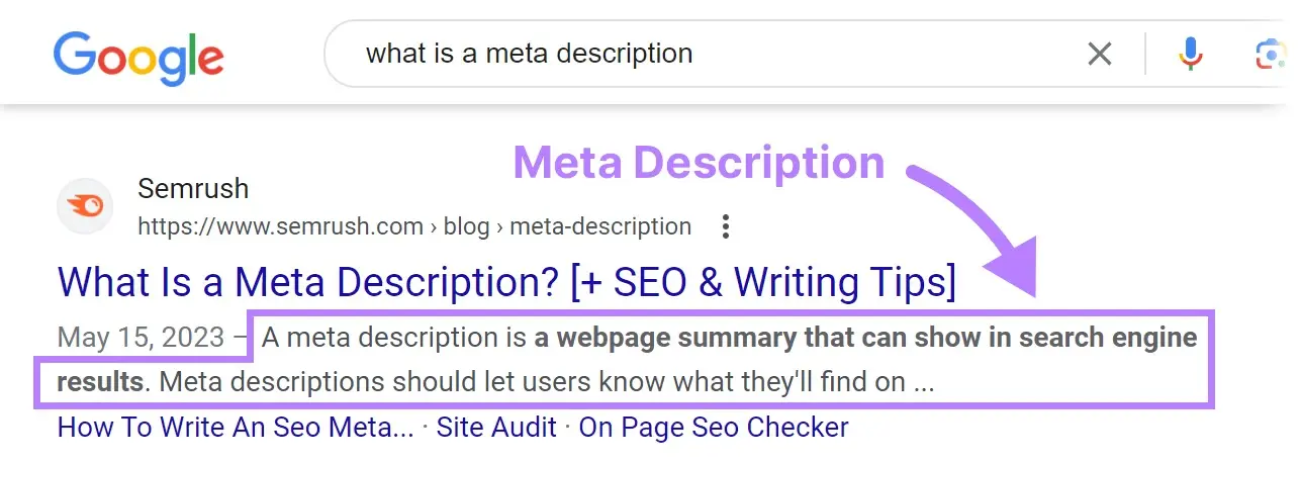 Google
what is a meta description
Meta Description
Semrush
https://www.semrush.com › blog › meta-description
What Is a Meta Description? [+ SEO & Writing Tips]
May 15, 2023 — A meta description is a webpage summary that can show in search engine
results. Meta descriptions should let users know what they'll find on ...
How To Write An Seo Meta... · Site Audit · On Page Seo Checker